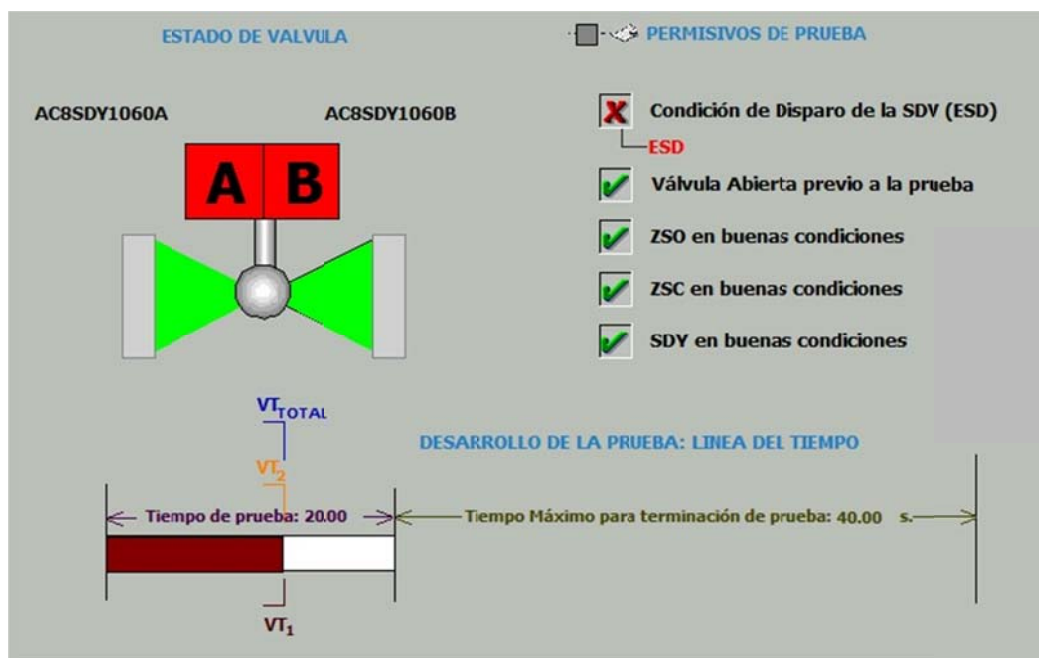 ESTADO DE VALVULA
PERMISIVOS DE PRUEBA
AC8SDY1060A
AC8SDY1060B
A B
Condición de Disparo de la SDV (ESD)
ESD
Válvula Abierta previo a la prueba
ZSO en buenas condiciones
ZSC en buenas condiciones
SDY en buenas condiciones
VT TOTAL
DESARROLLO DE LA PRUEBA: LINEA DEL TIEMPO
VT2
Tiempo de prueba: 20.00
Tiempo Máximo para terminación de prueba: 40.00 s.
VT1